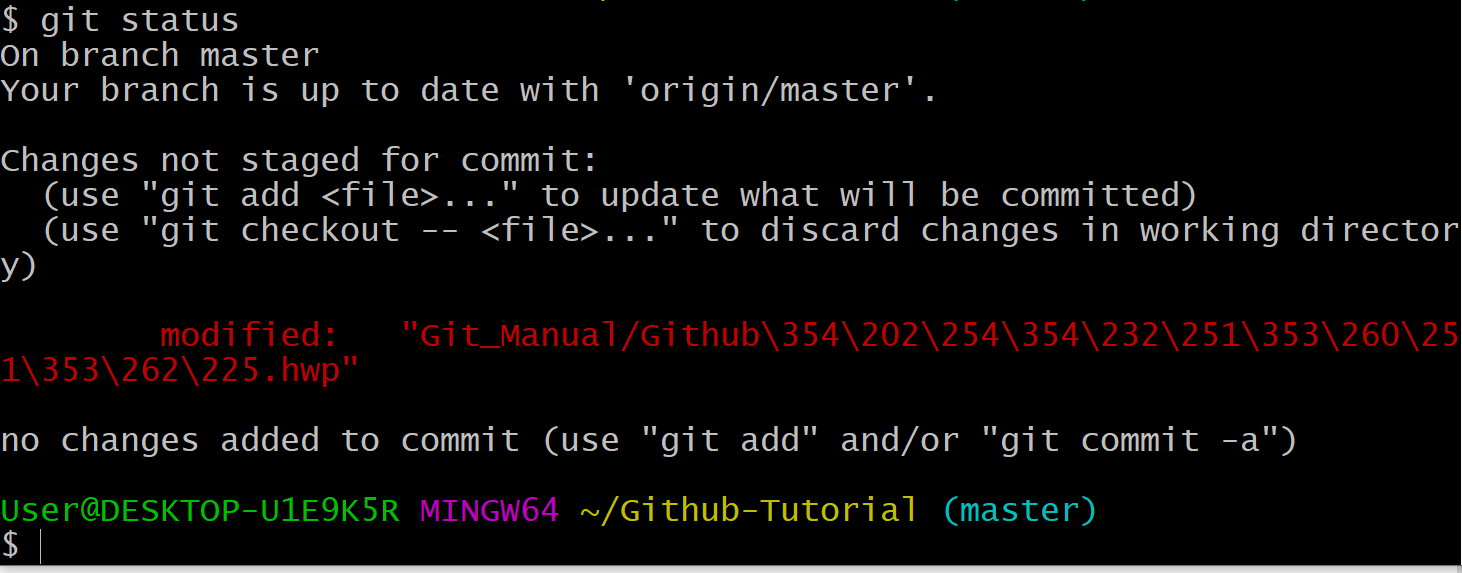 $ git status
On branch master
Your branch is up to date with 'origin/master'.
Changes not staged for commit:
(use "git add <file>..." to update what will be committed)
(use "git checkout -- <file>..." to discard changes in working director
y)
modified:   "Git_Manual/Github\354\202\254\354\232\251\353\260\25
1\353\262\225.hwp"
no changes added to commit (use "git add" and/or "git commit -a")
User@DESKTOP-U1E9K5R MINGW64 ~/Github-Tutorial (master)
$